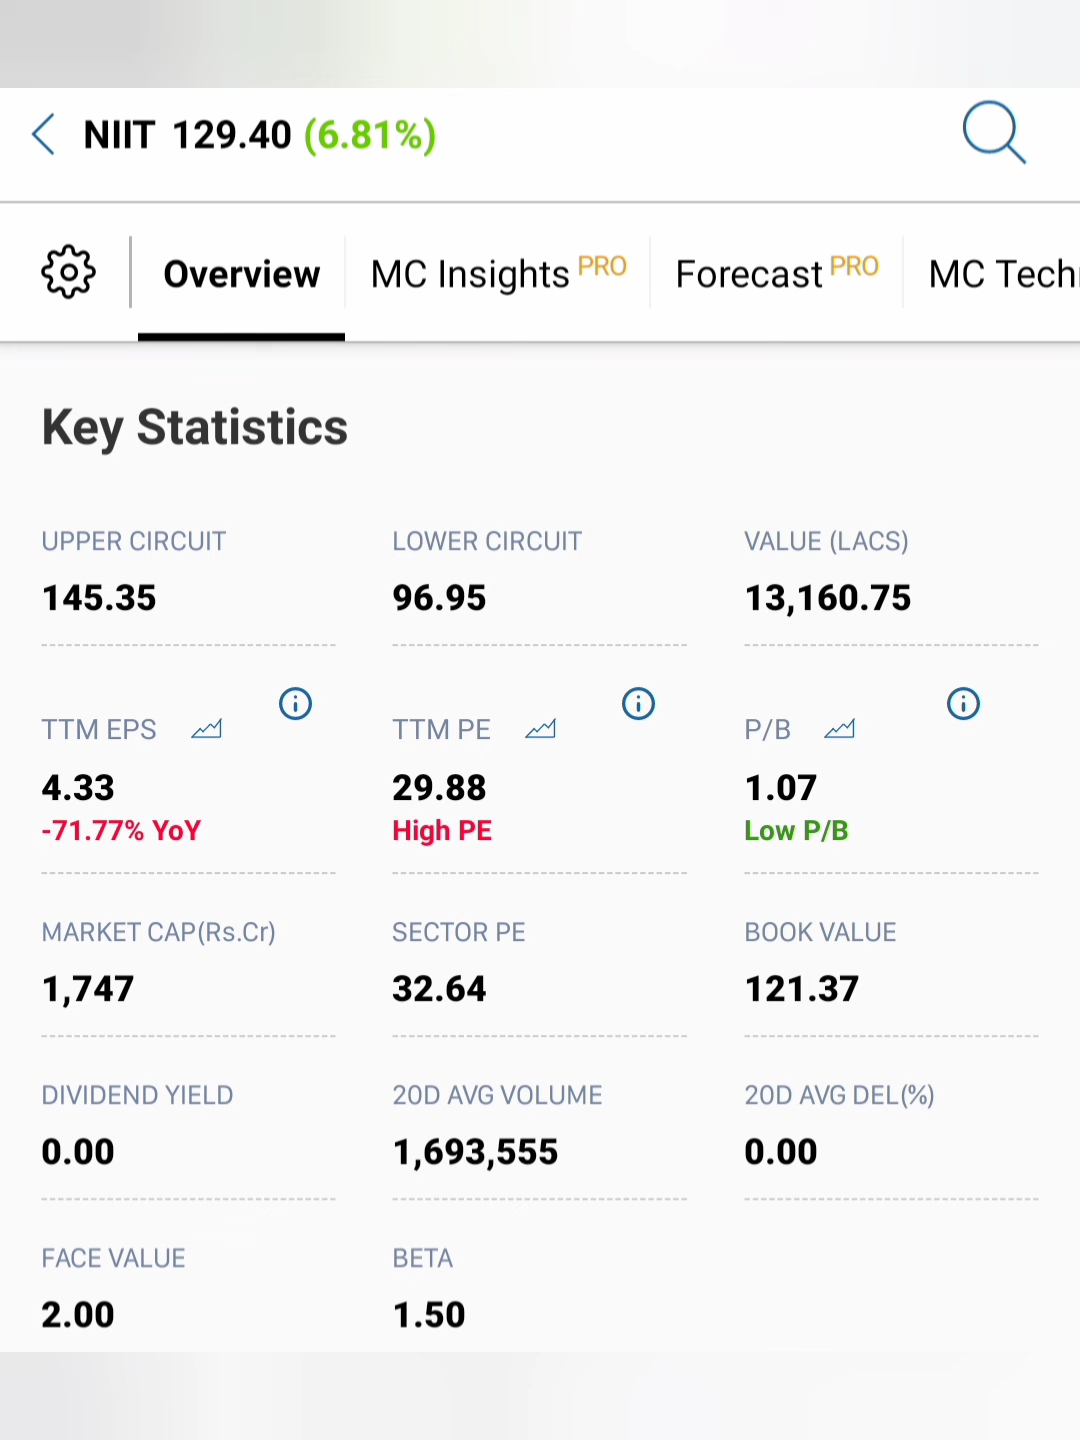 NIIT 129.40 (6.81%)
Overview MC Insights PRO Forecast PRO MC Tech
Key Statistics
UPPER CIRCUIT LOWER CIRCUIT VALUE (LACS)
145.35 96.95 13,160.75
TTM EPS TTM PE P/B
4.33 29.88 1.07
-71.77% YoY High PE Low P/B
MARKET CAP(Rs.Cr) SECTOR PE BOOK VALUE
1,747 32.64 121.37
DIVIDEND YIELD 20D AVG VOLUME 20D AVG DEL(%)
0.00 1,693,555 0.00
FACE VALUE BETA
2.00 1.50